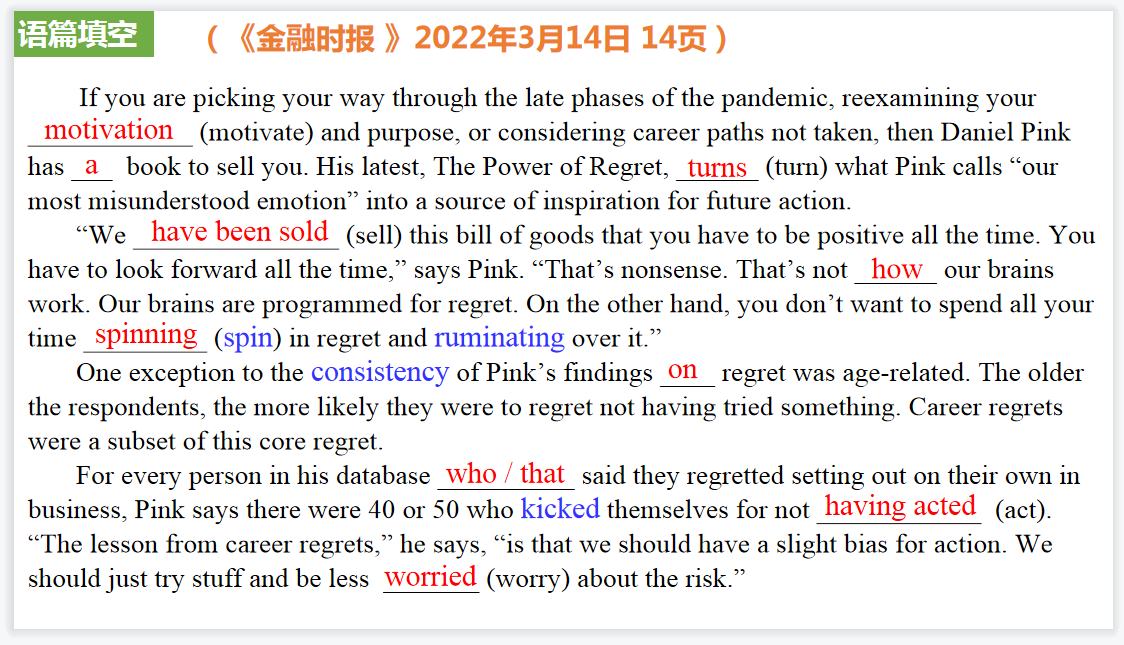 语篇填空 （《金融时报 》2022年3月14日 14页 ）
If you are picking your way through the late phases of the pandemic, reexamining your
motivation (motivate) and purpose, or considering career paths not taken, then Daniel Pink
has a book to sell you. His latest, The Power of Regret, turns (turn) what Pink calls “our
most misunderstood emotion” into a source of inspiration for future action.
“We have been sold (sell) this bill of goods that you have to be positive all the time. You
have to look forward all the time,” says Pink. “That’s nonsense. That’s not how our brains
work. Our brains are programmed for regret. On the other hand, you don’t want to spend all your
time spinning (spin) in regret and ruminating over it.”
One exception to the consistency of Pink’s findings on regret was age-related. The older
the respondents, the more likely they were to regret not having tried something. Career regrets
were a subset of this core regret.
For every person in his database who / that said they regretted setting out on their own in
business, Pink says there were 40 or 50 who kicked themselves for not having acted (act).
“The lesson from career regrets,” he says, “is that we should have a slight bias for action. We
should just try stuff and be less worried (worry) about the risk.”